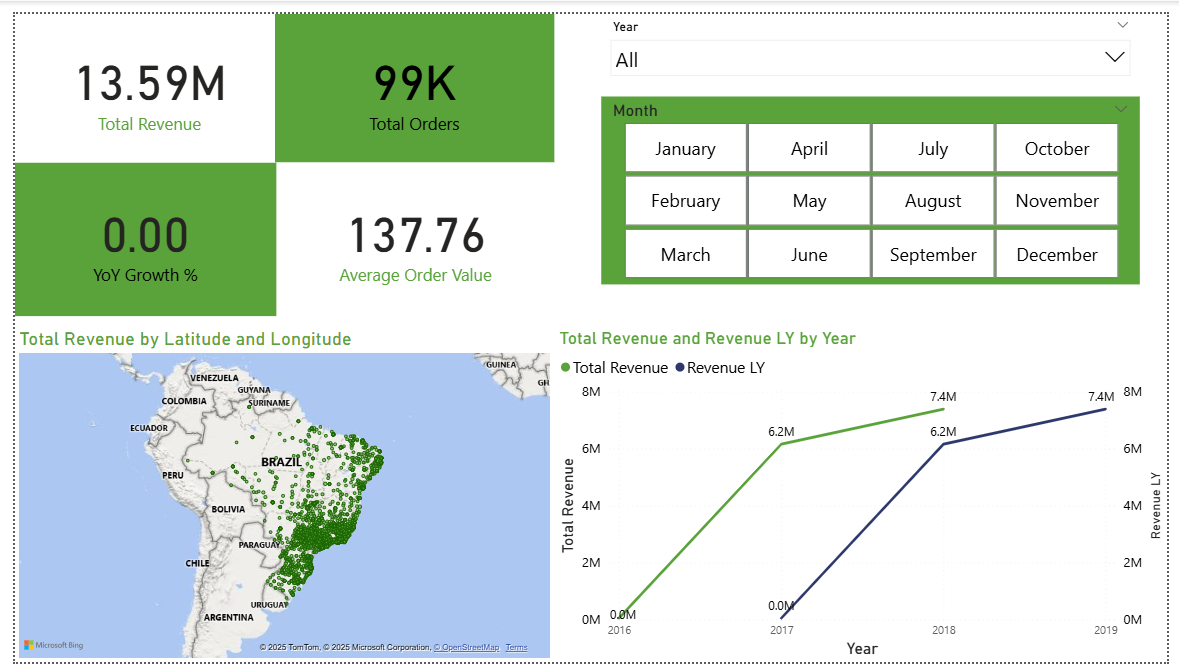 13.59M
Total Revenue
99K
Total Orders
0.00
YoY Growth %
137.76
Average Order Value
Year
All
Month
January
April
July
October
February
May
August
November
March
June
September
December
Total Revenue by Latitude and Longitude
GUINEA
GH
VENEZUELA
GUYANA
COLOMBIA
SURINAME
ECUADOR
BRAZIL
PERU
BOLIVIA
PARAGUAY
CHILE
URUGUAY
ARGENTINA
Microsoft Bing
© 2025 TomTom, © 2025 Microsoft Corporation, © OpenStreetMap Terms
Total Revenue and Revenue LY by Year
Total Revenue Revenue LY
8M
6M
4M
2M
0M
Total Revenue
0.0M
6.2M
7.4M
0.0M
6.2M
7.4M
8M
6M
4M
2M
0M
Revenue LY
2016
2017
2018
2019
Year